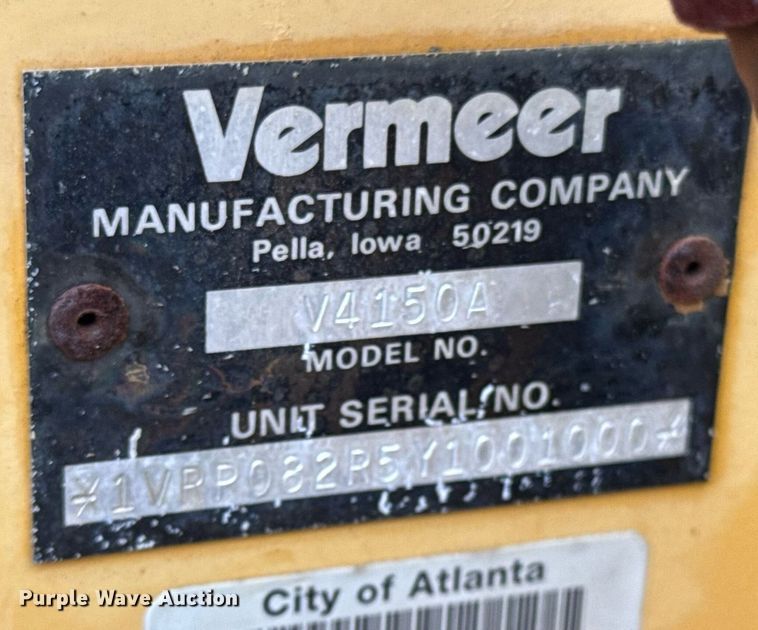 Vermeer
MANUFACTURING COMPANY
Pella, Iowa 50219
V4150A
MODEL NO.
UNIT SERIAL NO.
*1VRP082R5Y1001000*
City of Atlanta
Purple Wave Auction